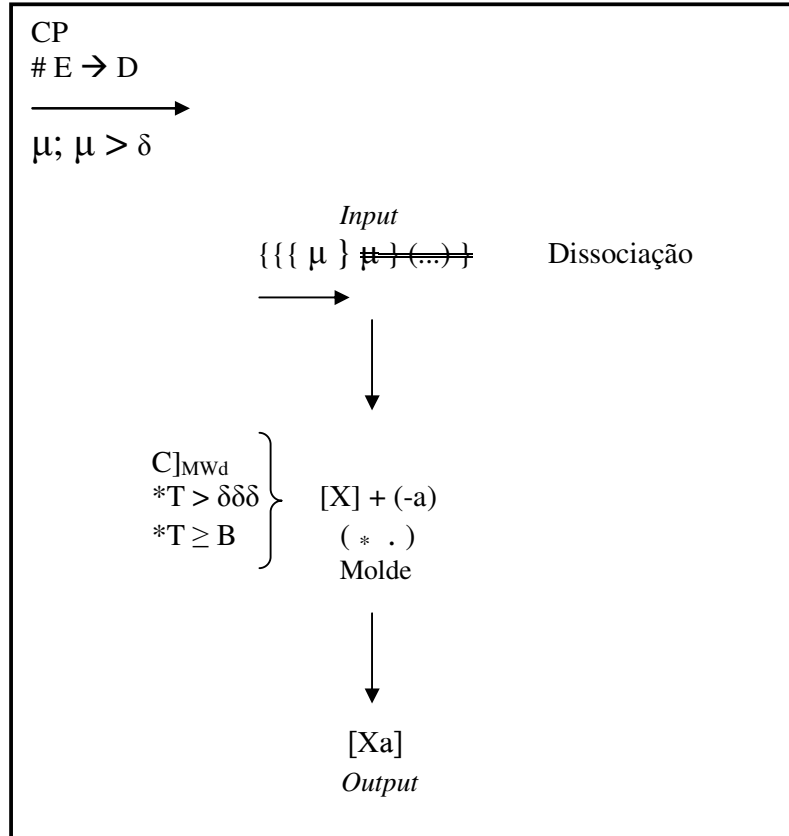 CP
# E → D
μ; μ > δ
Input
{{{ μ } μ } (...) } Dissociação
C]MWd
*T > δδδ [X] + (-a)
*T ≥ B ( * . )
Molde
[Xa]
Output